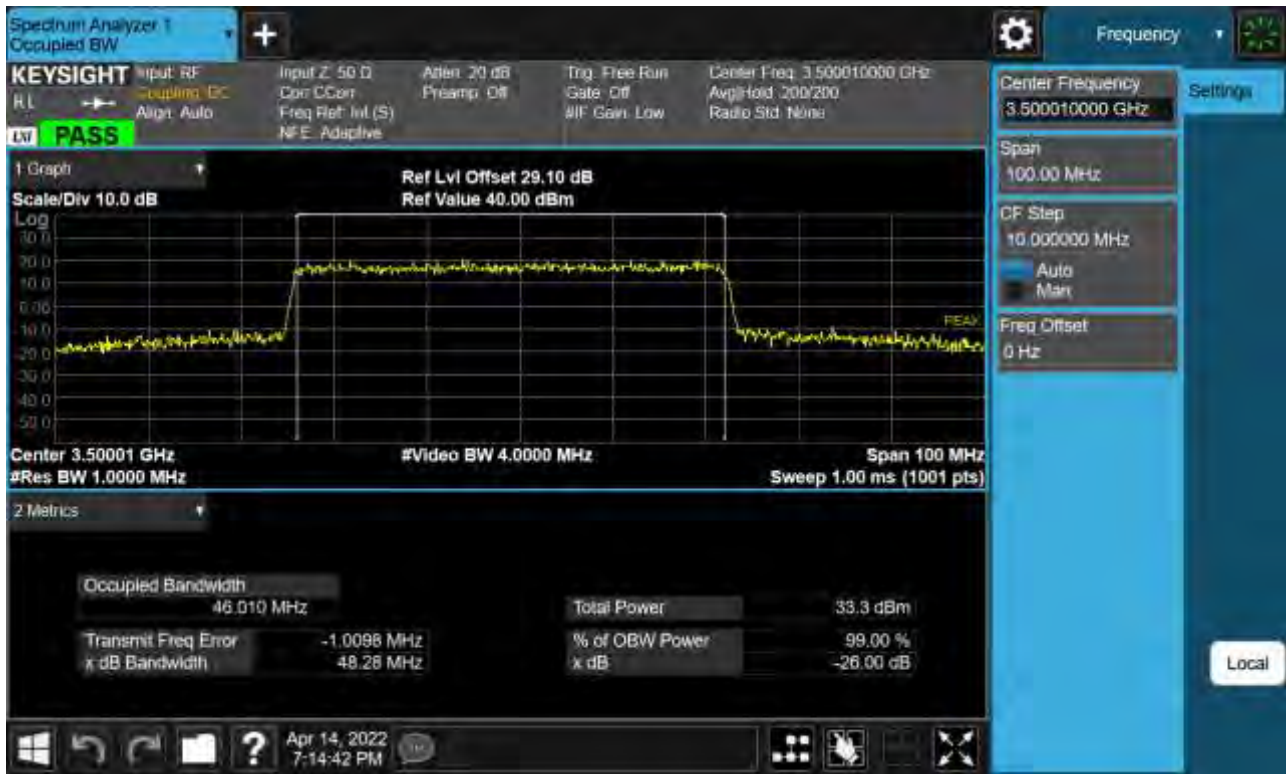 Spectrum Analyzer 1
Occupied BW
Frequency
KEYSIGHT
Input: RF
Coupling: DC
Align: Auto
Input Z: 50 Ω
Corr CCorr
Freq Ref: Int (S)
NFE: Adaptive
Atten: 20 dB
Preamp: Off
Trig: Free Run
Gate: Off
#IF Gain: Low
Center Freq: 3.500010000 GHz
Avg|Hold: 200/200
Radio Std: None
PASS
Center Frequency
3.500010000 GHz
Settings
Span
100.00 MHz
CF Step
10.000000 MHz
Auto
Man
Freq Offset
0 Hz
Local
1 Graph
Scale/Div 10.0 dB
Ref Lvl Offset 29.10 dB
Ref Value 40.00 dBm
Log
30.0
20.0
10.0
0.00
-10.0
-20.0
-30.0
-40.0
-50.0
PEAK
Center 3.50001 GHz
#Video BW 4.0000 MHz
Span 100 MHz
#Res BW 1.0000 MHz
Sweep 1.00 ms (1001 pts)
2 Metrics
Occupied Bandwidth
46.010 MHz
Total Power 33.3 dBm
Transmit Freq Error -1.0098 MHz
% of OBW Power 99.00 %
x dB Bandwidth 48.28 MHz
x dB -26.00 dB
?
Apr 14, 2022
7:14:42 PM